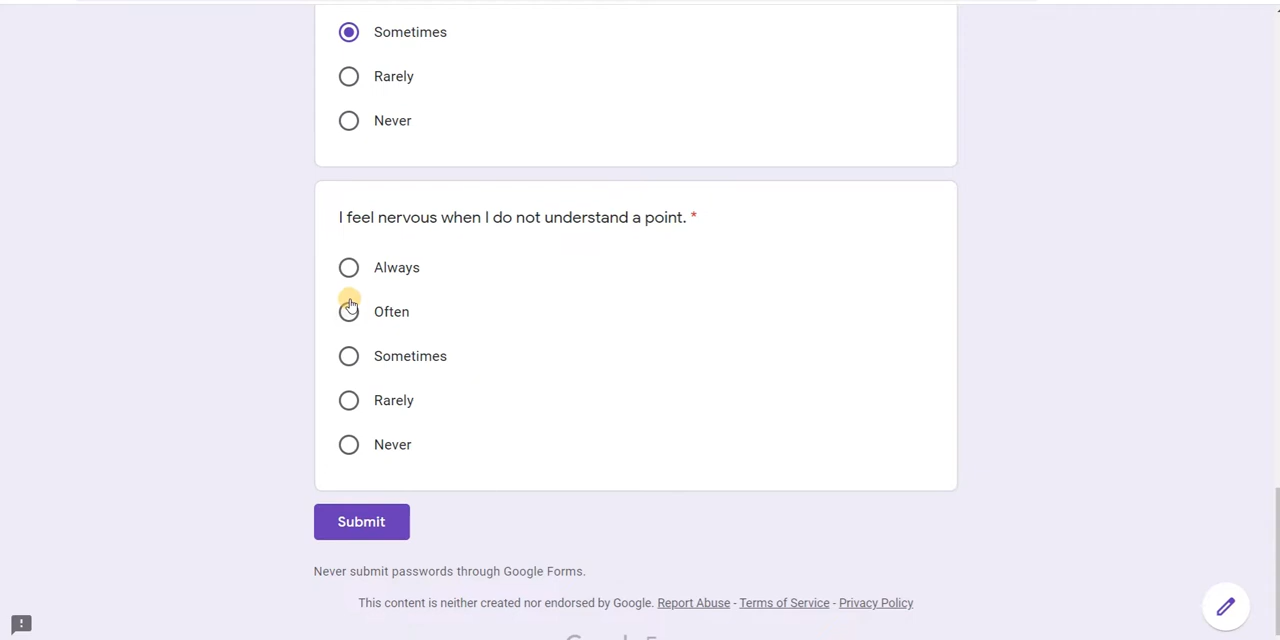 Sometimes
Rarely
Never
I feel nervous when I do not understand a point. *
Always
Often
Sometimes
Rarely
Never
Submit
Never submit passwords through Google Forms.
This content is neither created nor endorsed by Google. Report Abuse - Terms of Service - Privacy Policy